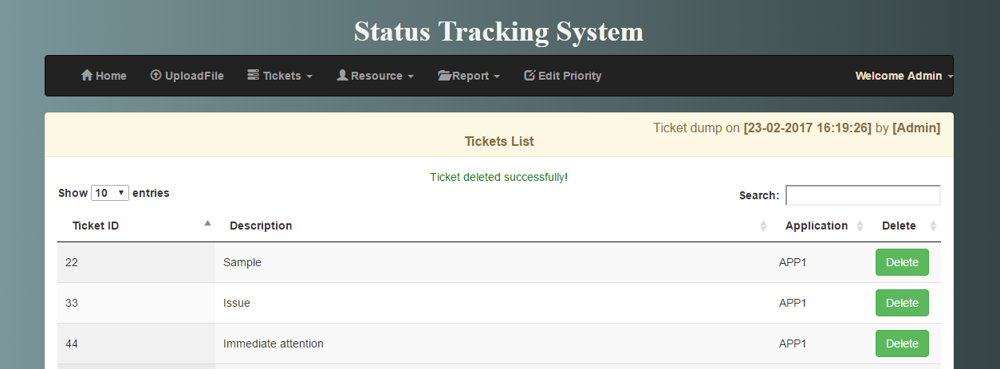 Status Tracking System
Home UploadFile Tickets Resource Report Edit Priority Welcome Admin
Ticket dump on [23-02-2017 16:19:26] by [Admin]
Tickets List
Ticket deleted successfully!
Show 10 entries Search:
Ticket ID Description Application Delete
22 Sample APP1 Delete
33 Issue APP1 Delete
44 Immediate attention APP1 Delete